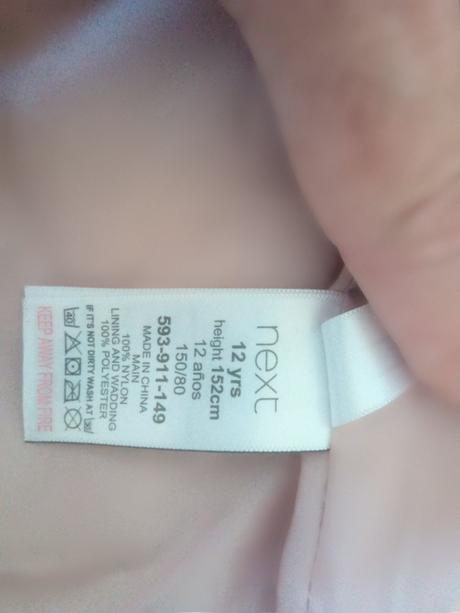 next
12 yrs
height 152cm
12 años
150/80
593-911-149
MADE IN CHINA
MAIN
100% NYLON
LINING AND WADDING
100% POLYESTER
IF IT'S NOT DIRTY WASH AT 30
40
KEEP AWAY FROM FIRE